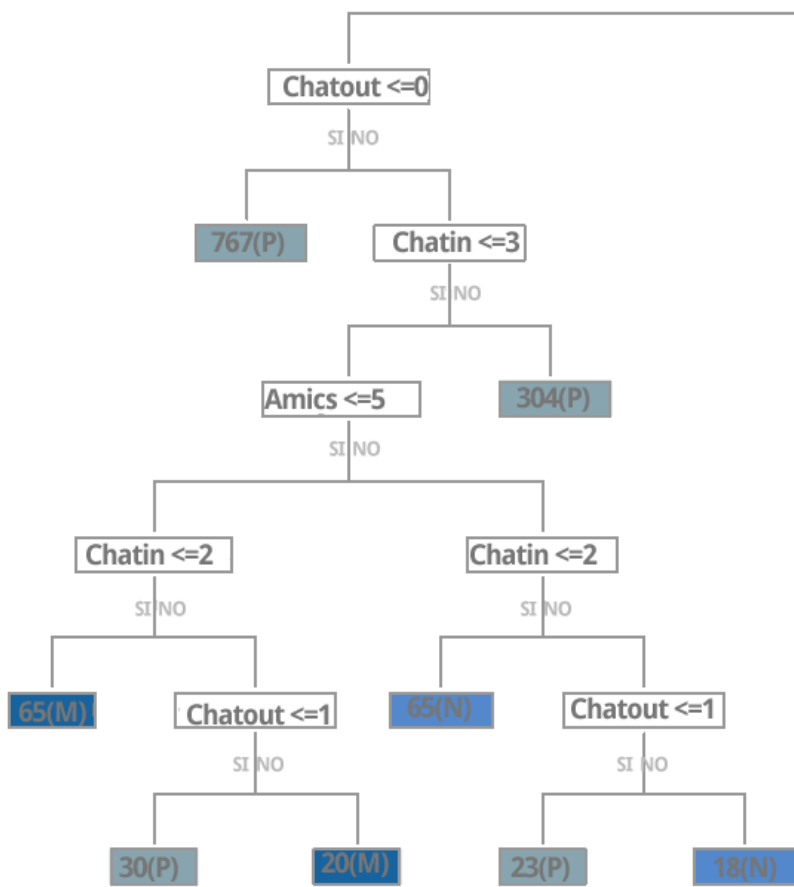 Chatout <=0
SI NO
767(P)
Chatin <=3
SI NO
Amics <=5
304(P)
SI NO
Chatin <=2
Chatin <=2
SI NO
SI NO
65(M)
Chatout <=1
65(N)
Chatout <=1
SI NO
SI NO
30(P)
20(M)
23(P)
18(N)